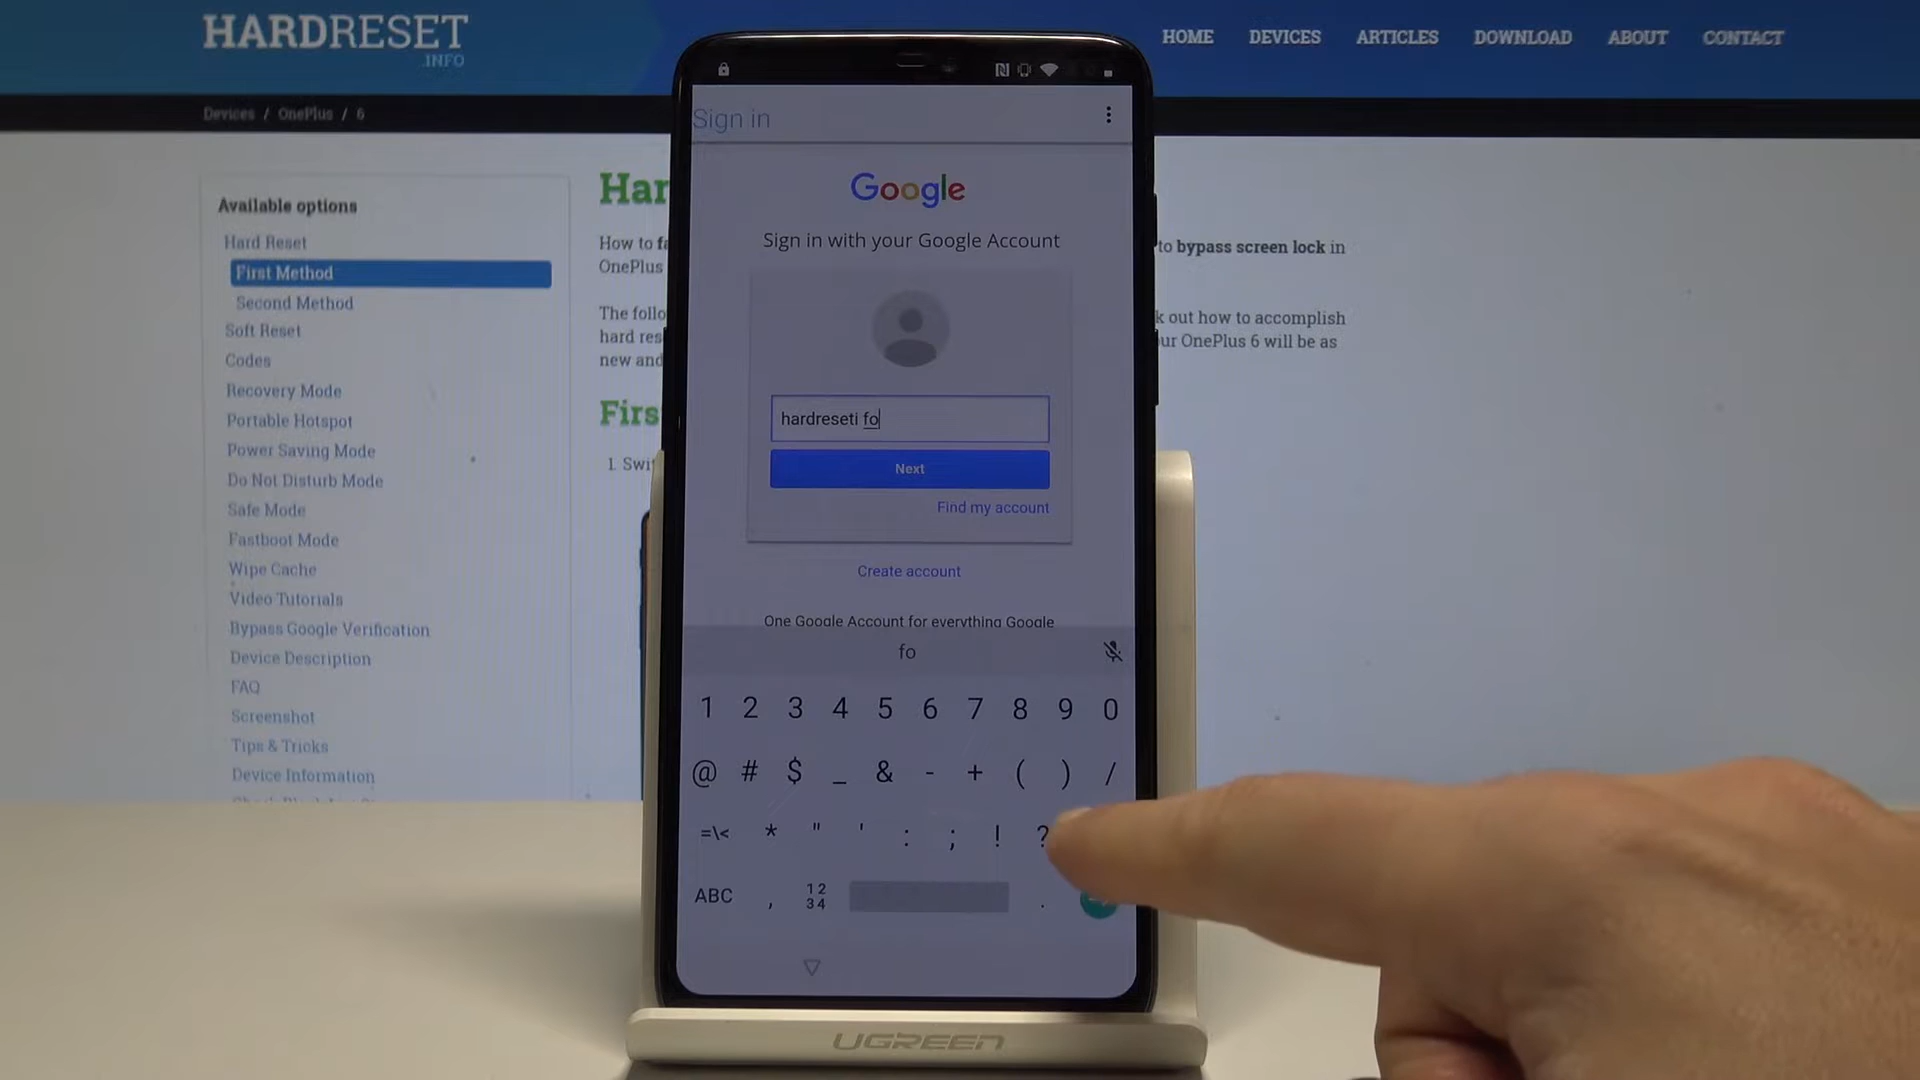 HARDRESET
.INFO
HOME DEVICES ARTICLES DOWNLOAD ABOUT CONTACT
Devices / OnePlus / 6
Available options
Hard Reset
First Method
Second Method
Soft Reset
Codes
Recovery Mode
Portable Hotspot
Power Saving Mode
Do Not Disturb Mode
Safe Mode
Fastboot Mode
Wipe Cache
Video Tutorials
Bypass Google Verification
Device Description
FAQ
Screenshot
Tips & Tricks
Device Information
Har
How to fa
to bypass screen lock in
OnePlus
The follo
k out how to accomplish
hard res
ur OnePlus 6 will be as
new and
Firs
1. Swit
Sign in
Google
Sign in with your Google Account
hardreseti fo
Next
Find my account
Create account
One Google Account for everything Google
fo
1 2 3 4 5 6 7 8 9 0
@ # $ _ & - + ( ) /
=\< * " ' : ; ! ?
ABC , 12 34 .
UGREEN